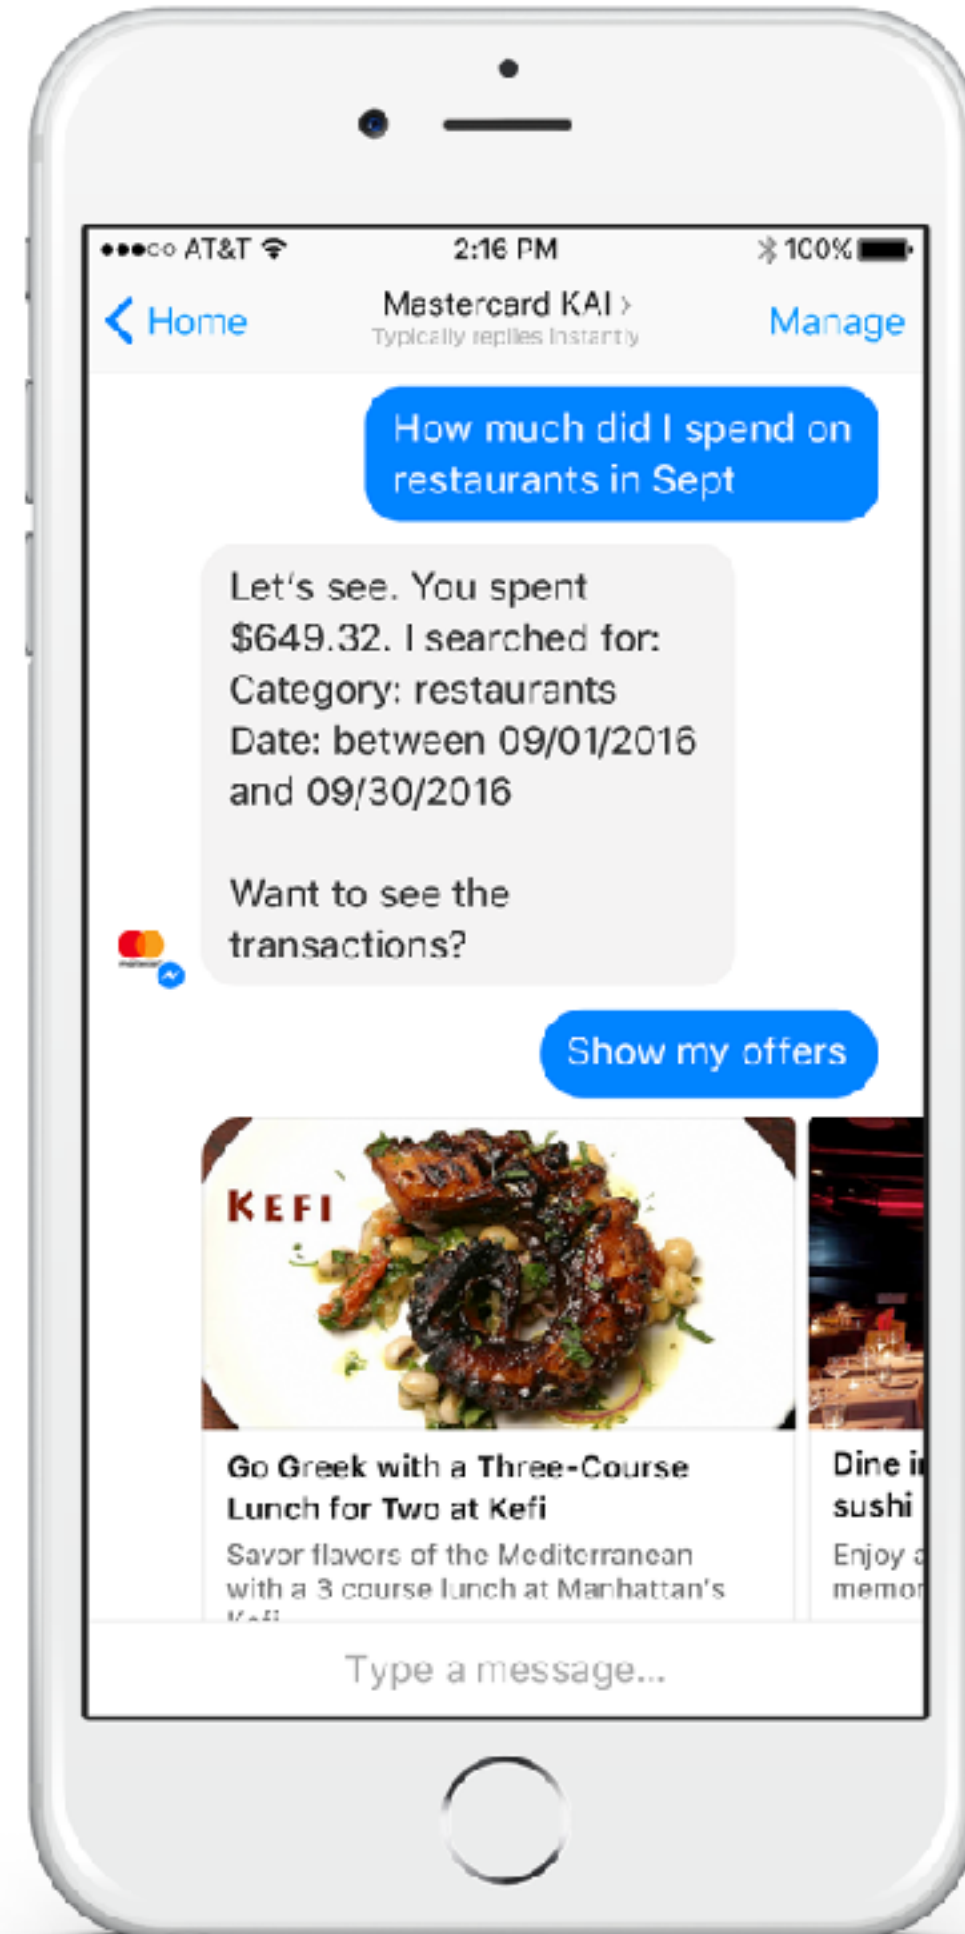 AT&T 2:16 PM 100%
Home Mastercard KAI › Manage
Typically replies instantly
How much did I spend on
restaurants in Sept
Let's see. You spent
$649.32. I searched for:
Category: restaurants
Date: between 09/01/2016
and 09/30/2016
Want to see the
transactions?
Show my offers
KEFI
Go Greek with a Three-Course
Lunch for Two at Kefi
Savor flavors of the Mediterranean
with a 3 course lunch at Manhattan's
Kefi
Dine i
sushi
Enjoy a
memor
Type a message...